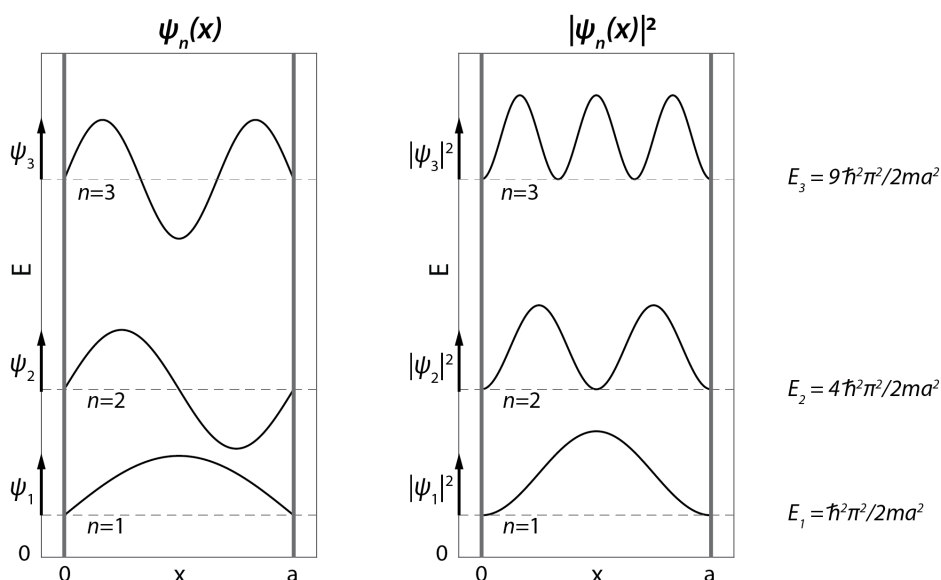 ψₙ(x)
|ψₙ(x)|²
ψ₃
n=3
E
ψ₂
n=2
ψ₁
n=1
0
0 x a
|ψ₃|²
n=3
E₃ = 9ħ²π²/2ma²
E
|ψ₂|²
n=2
E₂ = 4ħ²π²/2ma²
|ψ₁|²
n=1
E₁ = ħ²π²/2ma²
0
0 x a